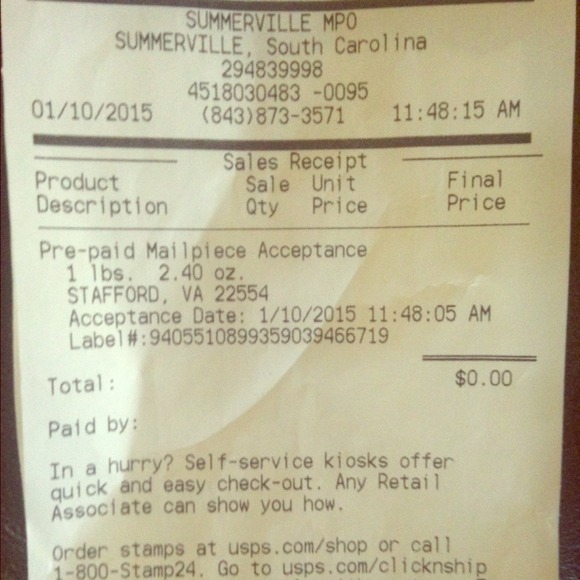 SUMMERVILLE MPO
SUMMERVILLE, South Carolina
294839998
4518030483 -0095
01/10/2015 (843)873-3571 11:48:15 AM
Sales Receipt
Product Sale Unit Final
Description Qty Price Price
Pre-paid Mailpiece Acceptance
1 lbs. 2.40 oz.
STAFFORD, VA 22554
Acceptance Date: 1/10/2015 11:48:05 AM
Label#:9405510899359039466719
Total: $0.00
Paid by:
In a hurry? Self-service kiosks offer
quick and easy check-out. Any Retail
Associate can show you how.
Order stamps at usps.com/shop or call
1-800-Stamp24. Go to usps.com/clicknship